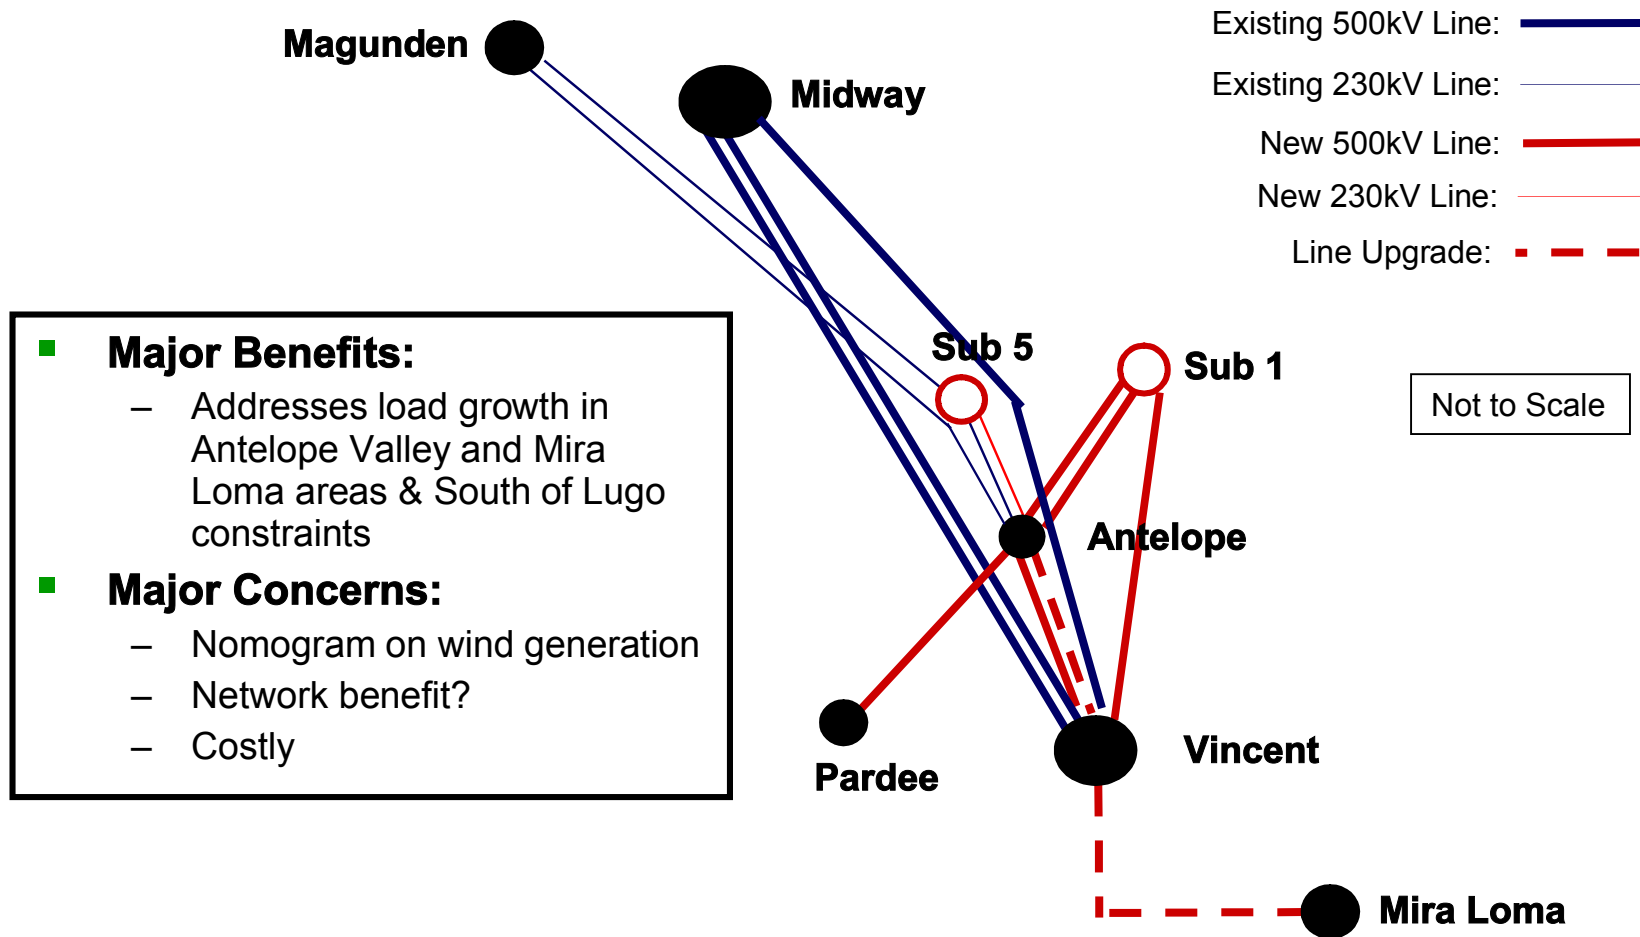 Magunden
Midway
Existing 500kV Line:
Existing 230kV Line:
New 500kV Line:
New 230kV Line:
Line Upgrade:
Not to Scale
Sub 5
Sub 1
Major Benefits:
– Addresses load growth in
Antelope Valley and Mira
Loma areas & South of Lugo
constraints
Major Concerns:
– Nomogram on wind generation
– Network benefit?
– Costly
Antelope
Pardee
Vincent
Mira Loma